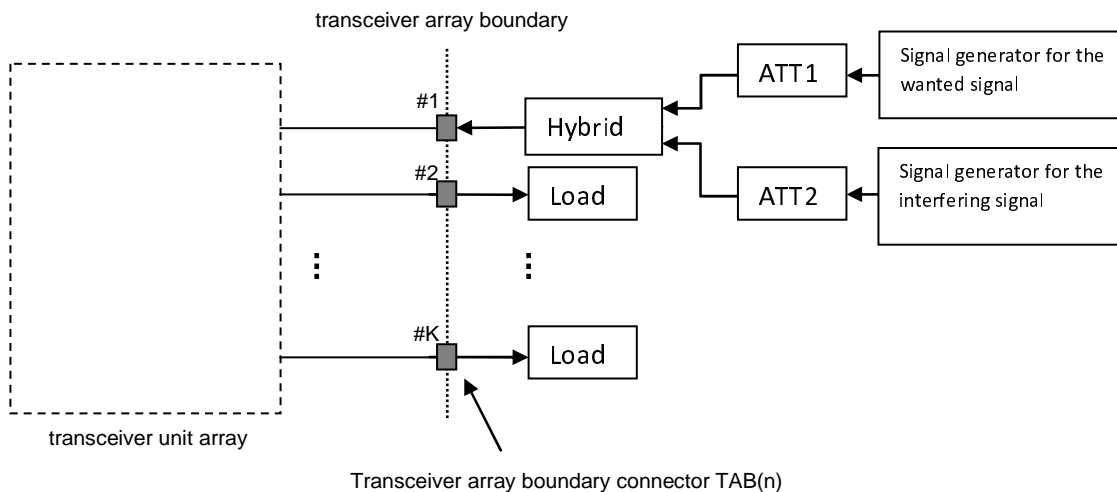 transceiver array boundary
#1
Hybrid
ATT1
Signal generator for the
wanted signal
#2
Load
ATT2
Signal generator for the
interfering signal
#K
Load
transceiver unit array
Transceiver array boundary connector TAB(n)